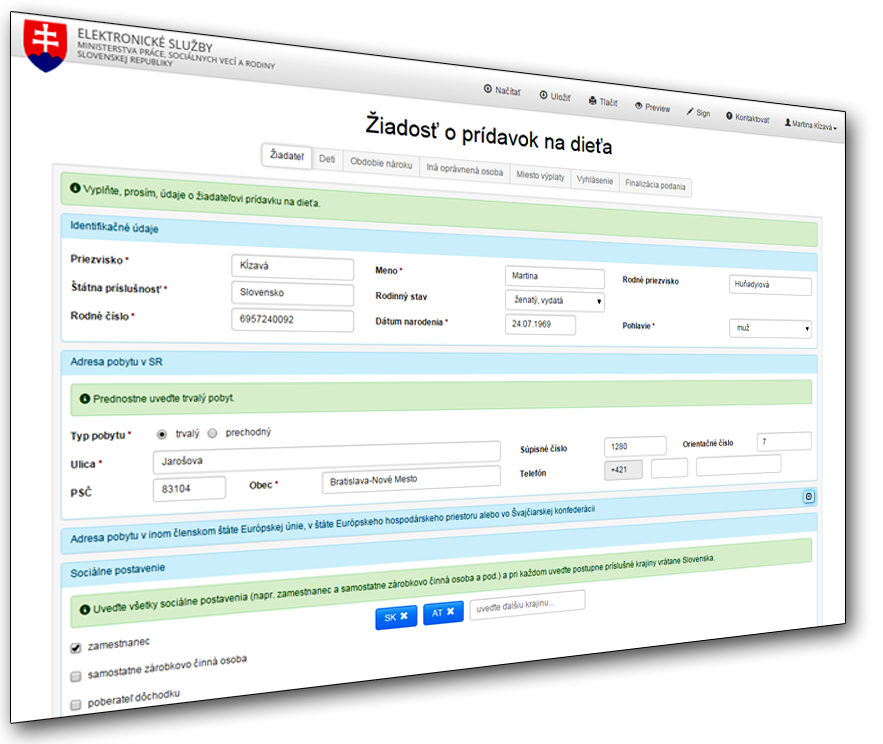 ELEKTRONICKÉ SLUŽBY
MINISTERSTVA PRÁCE, SOCIÁLNYCH VECÍ A RODINY
SLOVENSKEJ REPUBLIKY
Načítať Uložiť Tlačiť Preview Sign Kontaktovať Martina Kĺzavá
Žiadosť o prídavok na dieťa
Žiadateľ Deti Obdobie nároku Iná oprávnená osoba Miesto výplaty Vyhlásenie Finalizácia podania
Vyplňte, prosím, údaje o žiadateľovi prídavku na dieťa.
Identifikačné údaje
Priezvisko * Kĺzavá Meno * Martina Rodné priezvisko Huňadyiová
Štátna príslušnosť * Slovensko Rodinný stav ženatý, vydatá
Rodné číslo * 6957240092 Dátum narodenia * 24.07.1969 Pohlavie * muž
Adresa pobytu v SR
Prednostne uveďte trvalý pobyt.
Typ pobytu * trvalý prechodný
Ulica * Jarošova Súpisné číslo 1280 Orientačné číslo 7
PSČ 83104 Obec * Bratislava-Nové Mesto Telefón +421
Adresa pobytu v inom členskom štáte Európskej únie, v štáte Európskeho hospodárskeho priestoru alebo vo Švajčiarskej konfederácii
Sociálne postavenie
Uveďte všetky sociálne postavenia (napr. zamestnanec a samostatne zárobkovo činná osoba a pod.) a pri každom uveďte postupne príslušné krajiny vrátane Slovenska.
zamestnanec SK ✖ AT ✖ uveďte ďalšiu krajinu...
samostatne zárobkovo činná osoba
poberateľ dôchodku